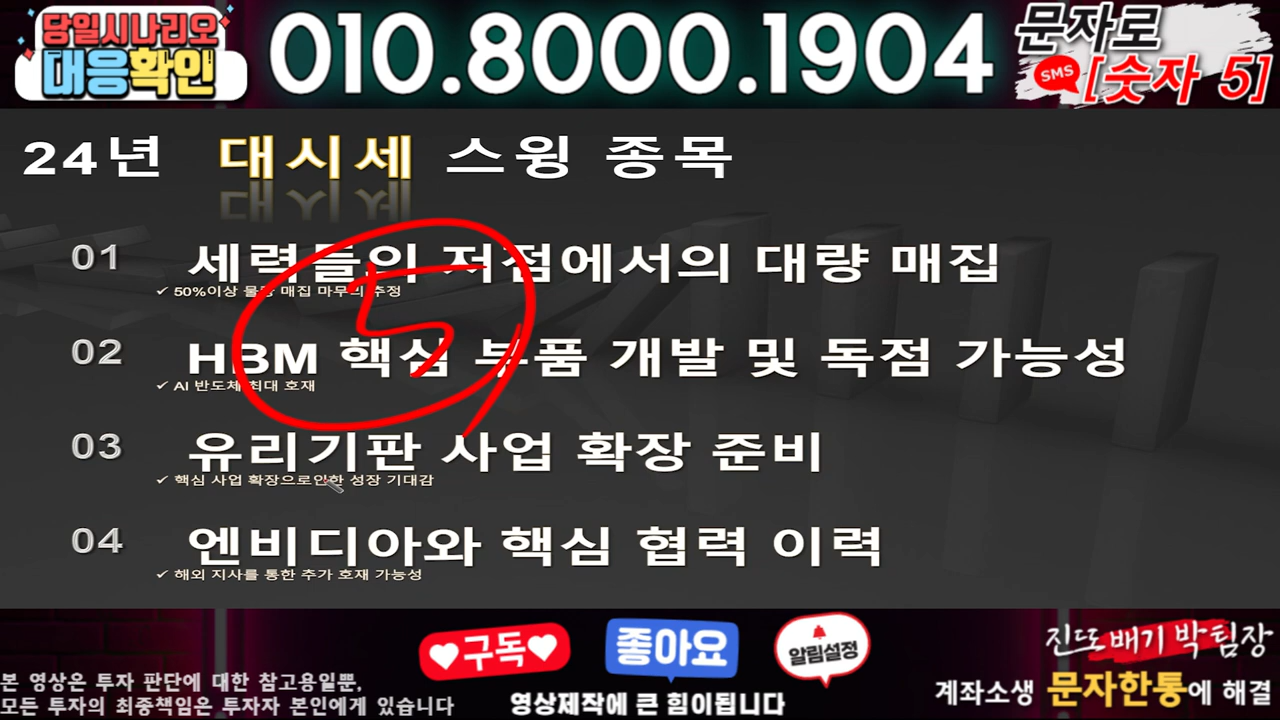 당일시나리오
대응확인
010.8000.1904
문자로
SMS
[숫자 5]
24년 대시세 스윙 종목
01 세력들의 저점에서의 대량 매집
✓ 50%이상 물량 매집 마무리 추정
5
02 HBM 핵심 부품 개발 및 독점 가능성
✓ AI 반도체 최대 호재
03 유리기판 사업 확장 준비
✓ 핵심 사업 확장으로인한 성장 기대감
04 엔비디아와 핵심 협력 이력
✓ 해외 지사를 통한 추가 호재 가능성
구독
좋아요
알림설정
영상제작에 큰 힘이됩니다
본 영상은 투자 판단에 대한 참고용일뿐,
모든 투자의 최종책임은 투자자 본인에게 있습니다
진또배기 박팀장
계좌소생 문자한통에 해결